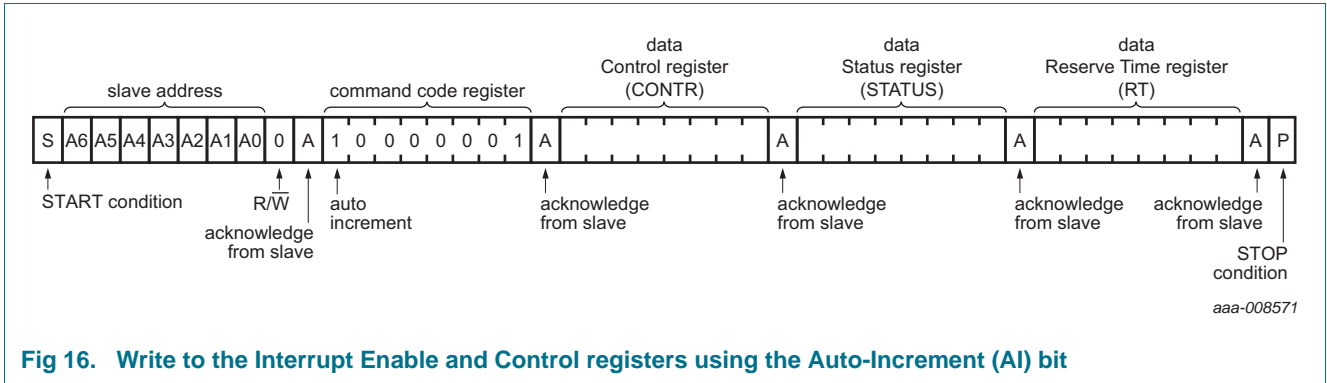 data
Control register
(CONTR)
data
Status register
(STATUS)
data
Reserve Time register
(RT)
slave address
command code register
S A6 A5 A4 A3 A2 A1 A0 0 A 1 0 0 0 0 0 0 1 A A A A P
START condition
R/W̅
acknowledge
from slave
auto
increment
acknowledge
from slave
acknowledge
from slave
acknowledge
from slave
acknowledge
from slave
STOP
condition
aaa-008571
Fig 16. Write to the Interrupt Enable and Control registers using the Auto-Increment (AI) bit